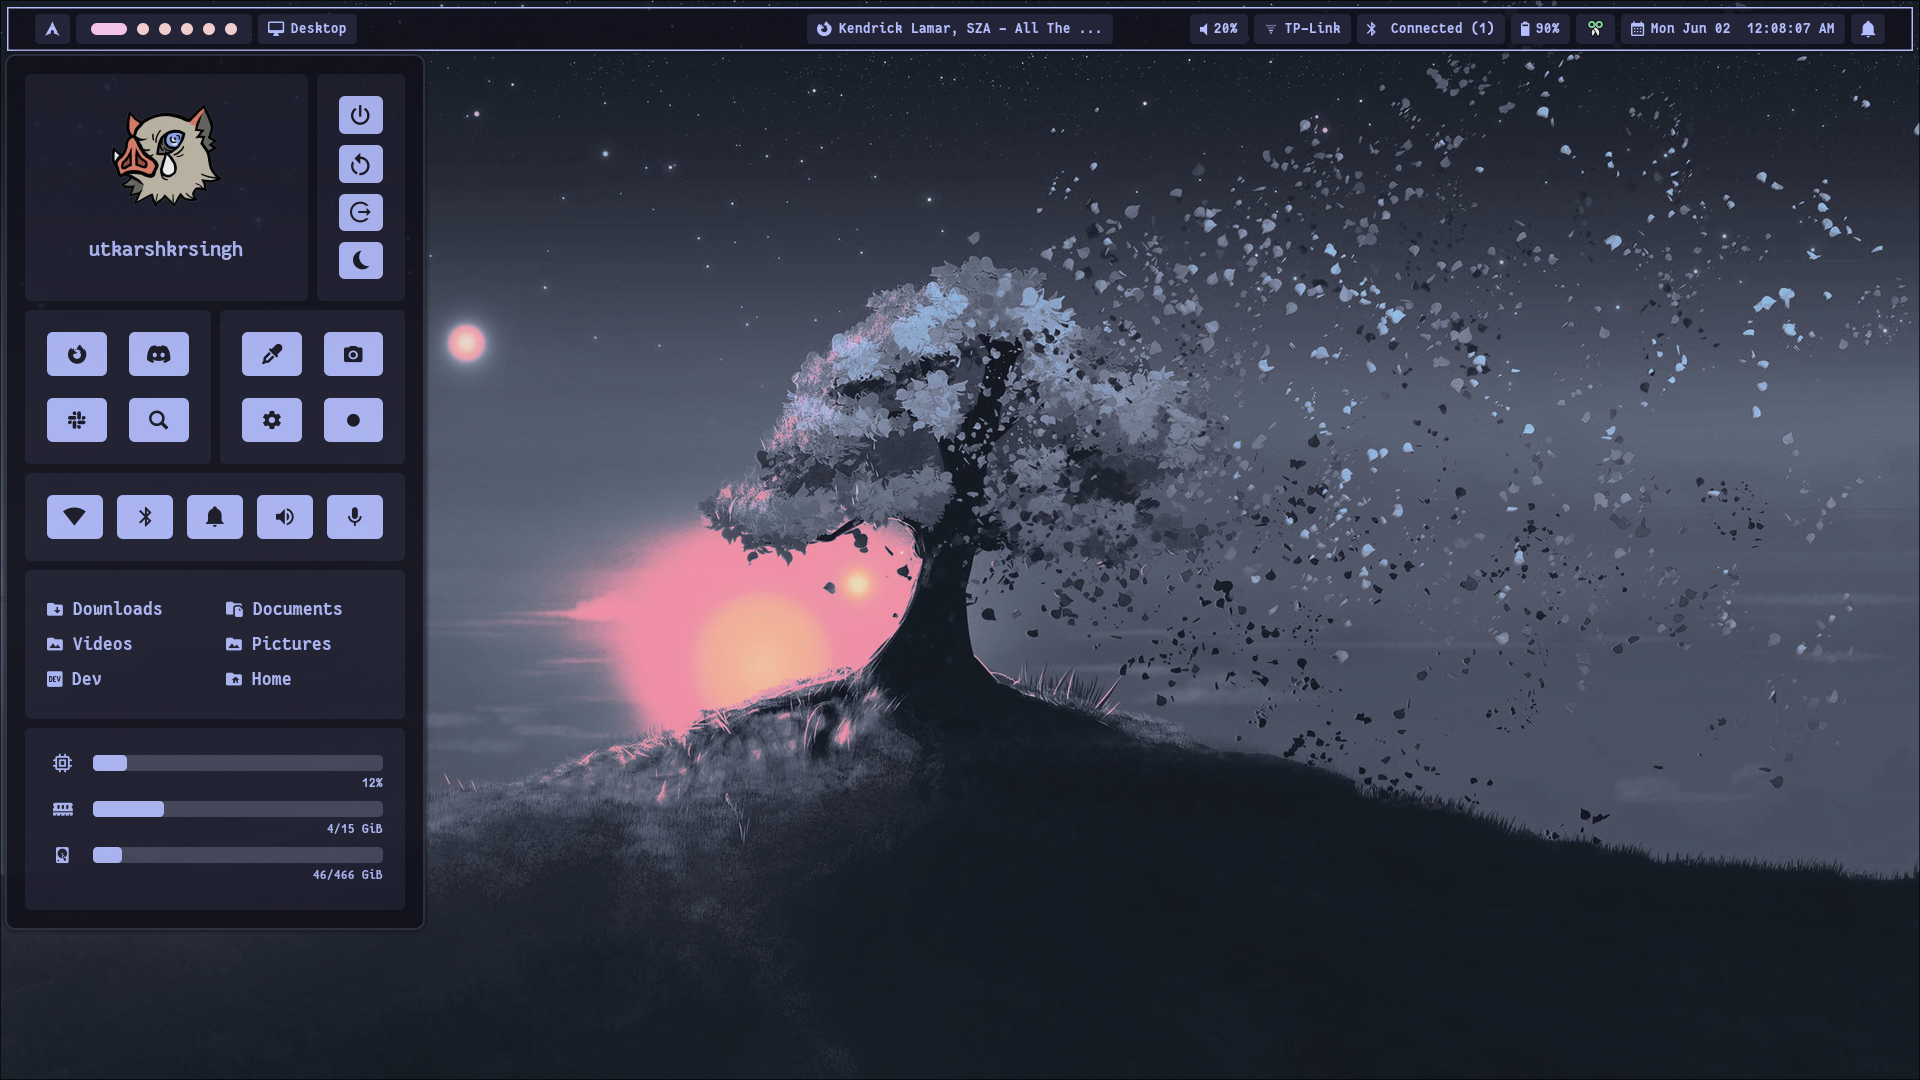 Desktop
Kendrick Lamar, SZA - All The ...
20%
TP-Link
Connected (1)
90%
Mon Jun 02 12:08:07 AM
utkarshkrsingh
Downloads
Documents
Videos
Pictures
DEV Dev
Home
12%
4/15 GiB
46/466 GiB